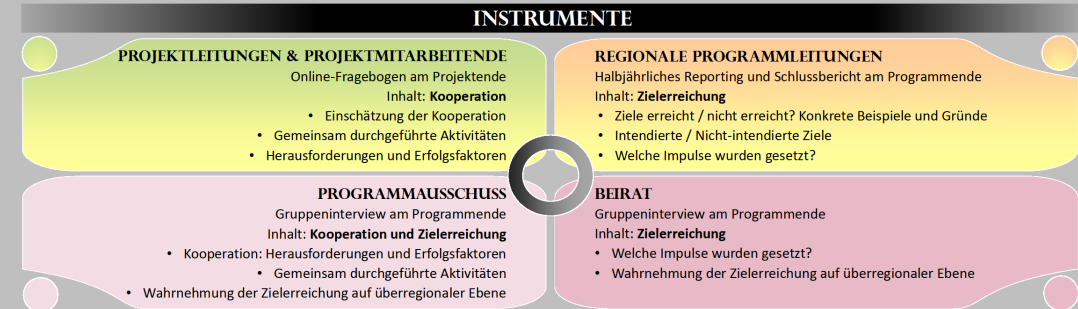 INSTRUMENTE
PROJEKTLEITUNGEN & PROJEKTMITARBEITENDE
Online-Fragebogen am Projektende
Inhalt: Kooperation
• Einschätzung der Kooperation
• Gemeinsam durchgeführte Aktivitäten
• Herausforderungen und Erfolgsfaktoren
REGIONALE PROGRAMMLEITUNGEN
Halbjährliches Reporting und Schlussbericht am Programmende
Inhalt: Zielerreichung
• Ziele erreicht / nicht erreicht? Konkrete Beispiele und Gründe
• Intendierte / Nicht-intendierte Ziele
• Welche Impulse wurden gesetzt?
PROGRAMMAUSSCHUSS
Gruppeninterview am Programmende
Inhalt: Kooperation und Zielerreichung
• Kooperation: Herausforderungen und Erfolgsfaktoren
• Gemeinsam durchgeführte Aktivitäten
• Wahrnehmung der Zielerreichung auf überregionaler Ebene
BEIRAT
Gruppeninterview am Programmende
Inhalt: Zielerreichung
• Welche Impulse wurden gesetzt?
• Wahrnehmung der Zielerreichung auf überregionaler Ebene